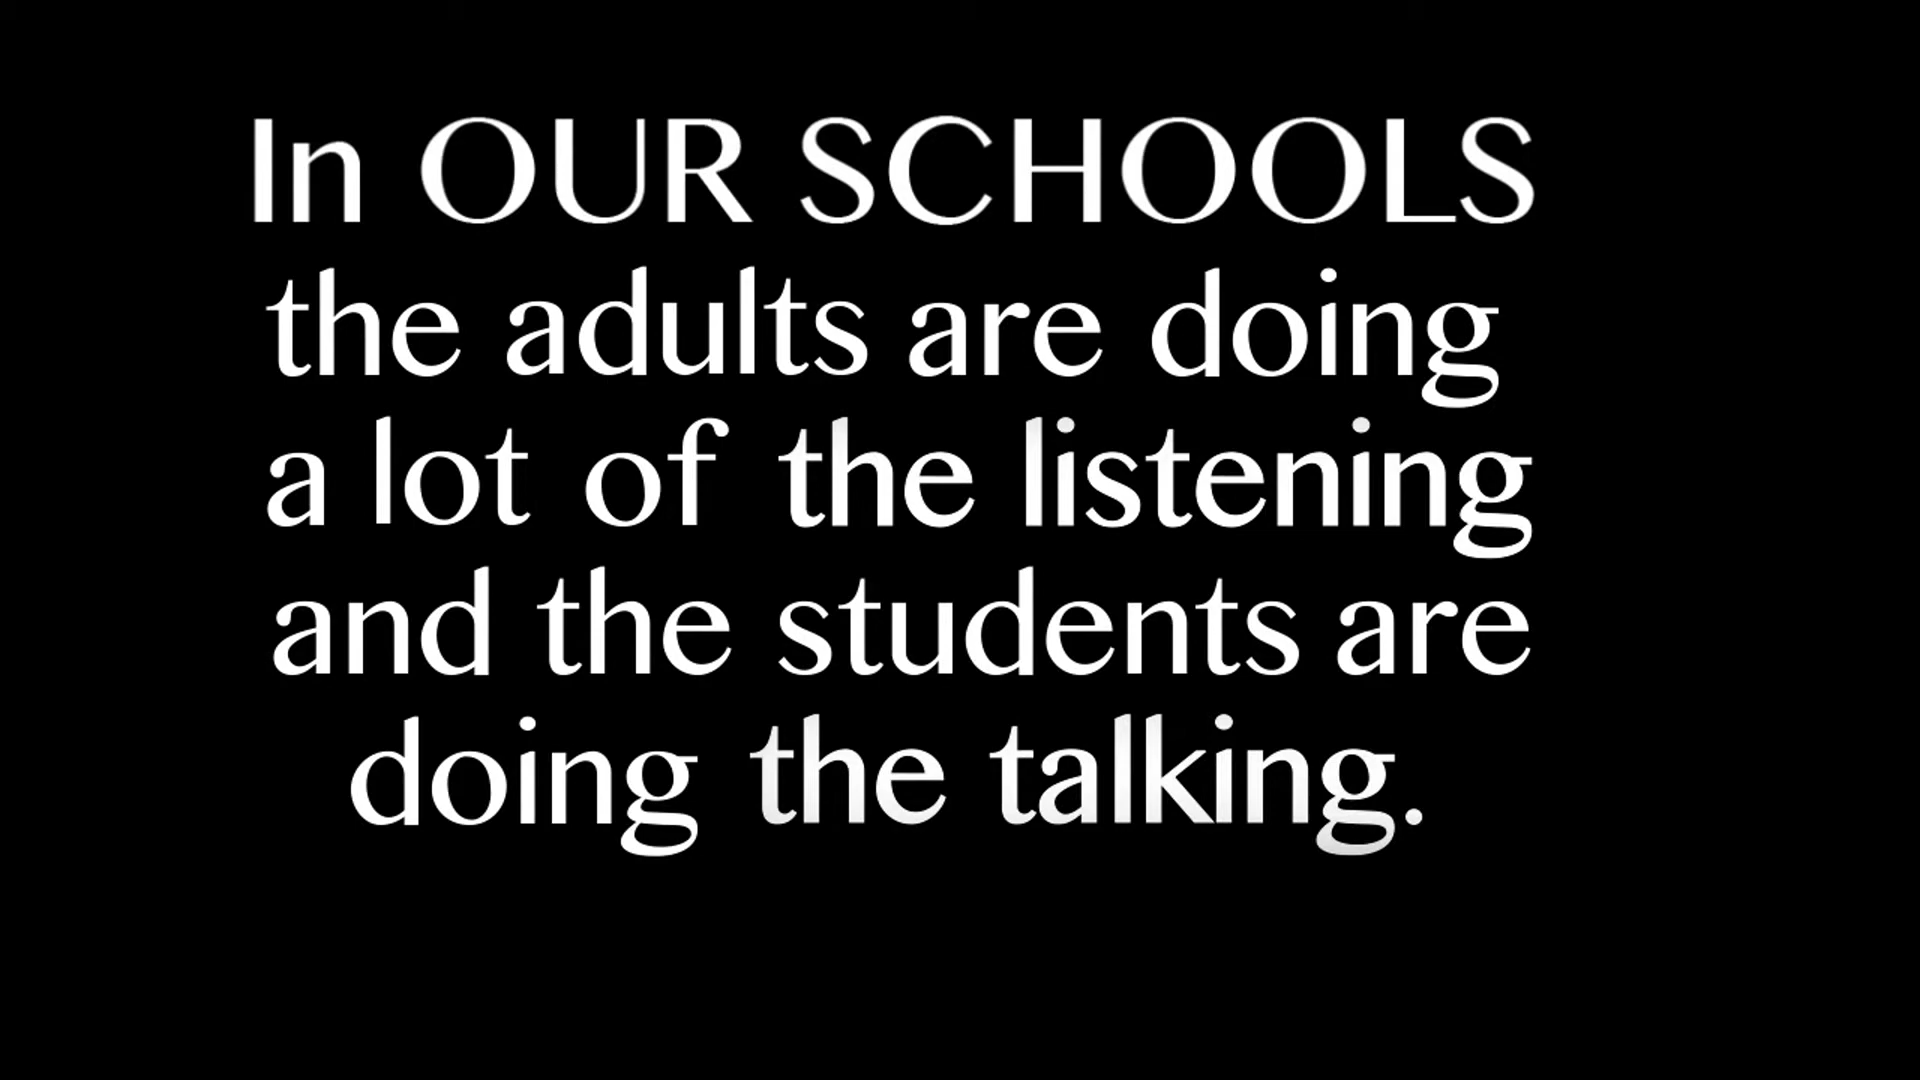 In OUR SCHOOLS
the adults are doing
a lot of the listening
and the students are
doing the talking.